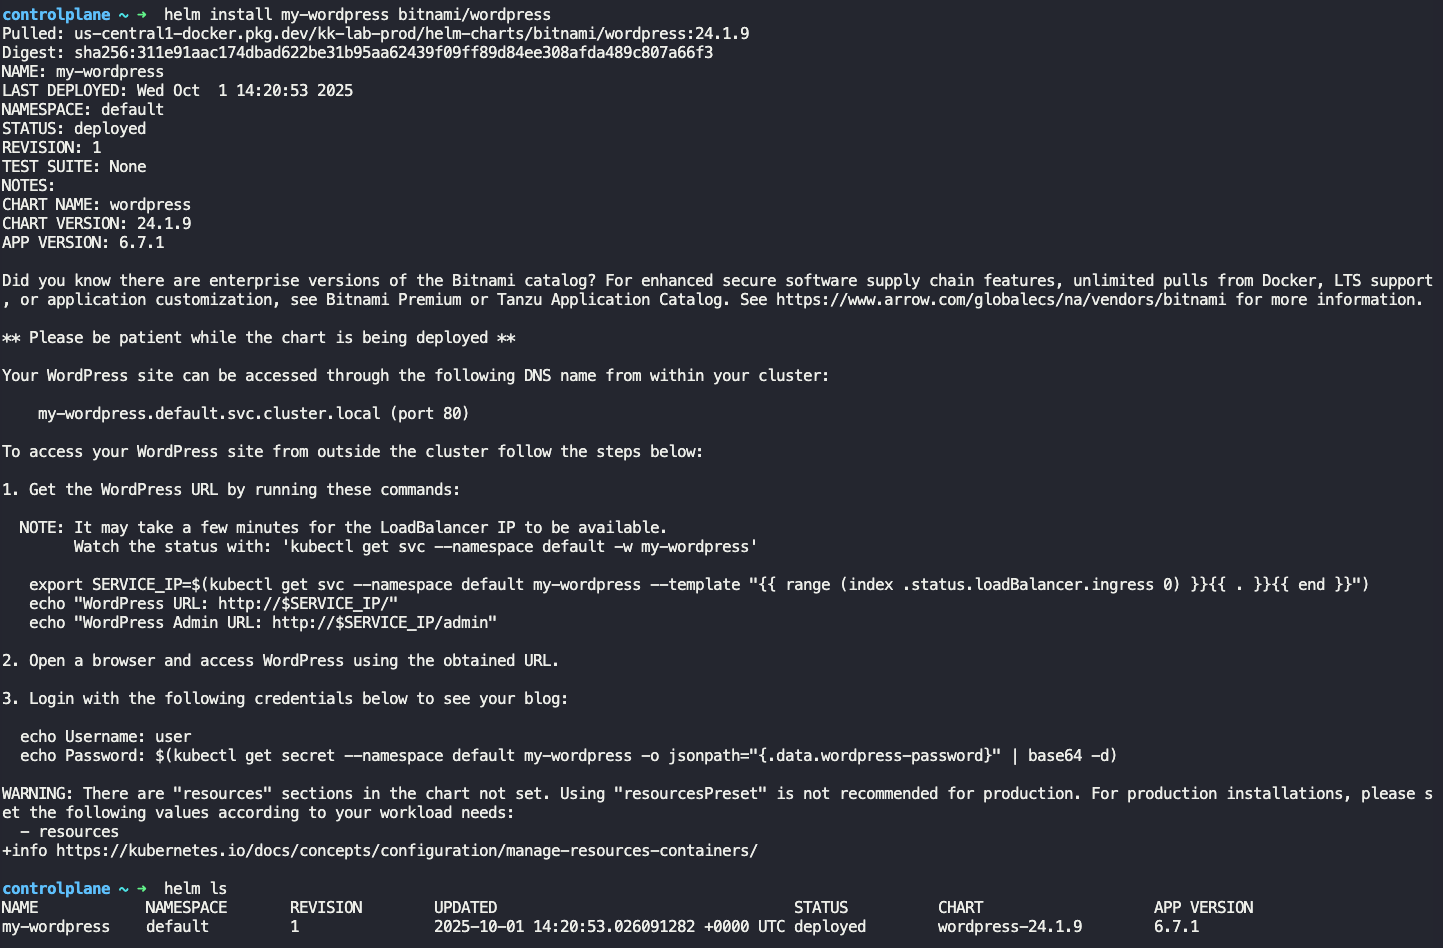 controlplane ~ ➜  helm install my-wordpress bitnami/wordpress
Pulled: us-central1-docker.pkg.dev/kk-lab-prod/helm-charts/bitnami/wordpress:24.1.9
Digest: sha256:311e91aac174dbad622be31b95aa62439f09ff89d84ee308afda489c807a66f3
NAME: my-wordpress
LAST DEPLOYED: Wed Oct  1 14:20:53 2025
NAMESPACE: default
STATUS: deployed
REVISION: 1
TEST SUITE: None
NOTES:
CHART NAME: wordpress
CHART VERSION: 24.1.9
APP VERSION: 6.7.1

Did you know there are enterprise versions of the Bitnami catalog? For enhanced secure software supply chain features, unlimited pulls from Docker, LTS support
, or application customization, see Bitnami Premium or Tanzu Application Catalog. See https://www.arrow.com/globalecs/na/vendors/bitnami for more information.

** Please be patient while the chart is being deployed **

Your WordPress site can be accessed through the following DNS name from within your cluster:

    my-wordpress.default.svc.cluster.local (port 80)

To access your WordPress site from outside the cluster follow the steps below:

1. Get the WordPress URL by running these commands:

  NOTE: It may take a few minutes for the LoadBalancer IP to be available.
        Watch the status with: 'kubectl get svc --namespace default -w my-wordpress'

   export SERVICE_IP=$(kubectl get svc --namespace default my-wordpress --template "{{ range (index .status.loadBalancer.ingress 0) }}{{ . }}{{ end }}")
   echo "WordPress URL: http://$SERVICE_IP/"
   echo "WordPress Admin URL: http://$SERVICE_IP/admin"

2. Open a browser and access WordPress using the obtained URL.

3. Login with the following credentials below to see your blog:

  echo Username: user
  echo Password: $(kubectl get secret --namespace default my-wordpress -o jsonpath="{.data.wordpress-password}" | base64 -d)

WARNING: There are "resources" sections in the chart not set. Using "resourcesPreset" is not recommended for production. For production installations, please s
et the following values according to your workload needs:
  - resources
+info https://kubernetes.io/docs/concepts/configuration/manage-resources-containers/

controlplane ~ ➜  helm ls
NAME            NAMESPACE       REVISION        UPDATED                                 STATUS          CHART                   APP VERSION
my-wordpress    default         1               2025-10-01 14:20:53.026091282 +0000 UTC deployed        wordpress-24.1.9        6.7.1